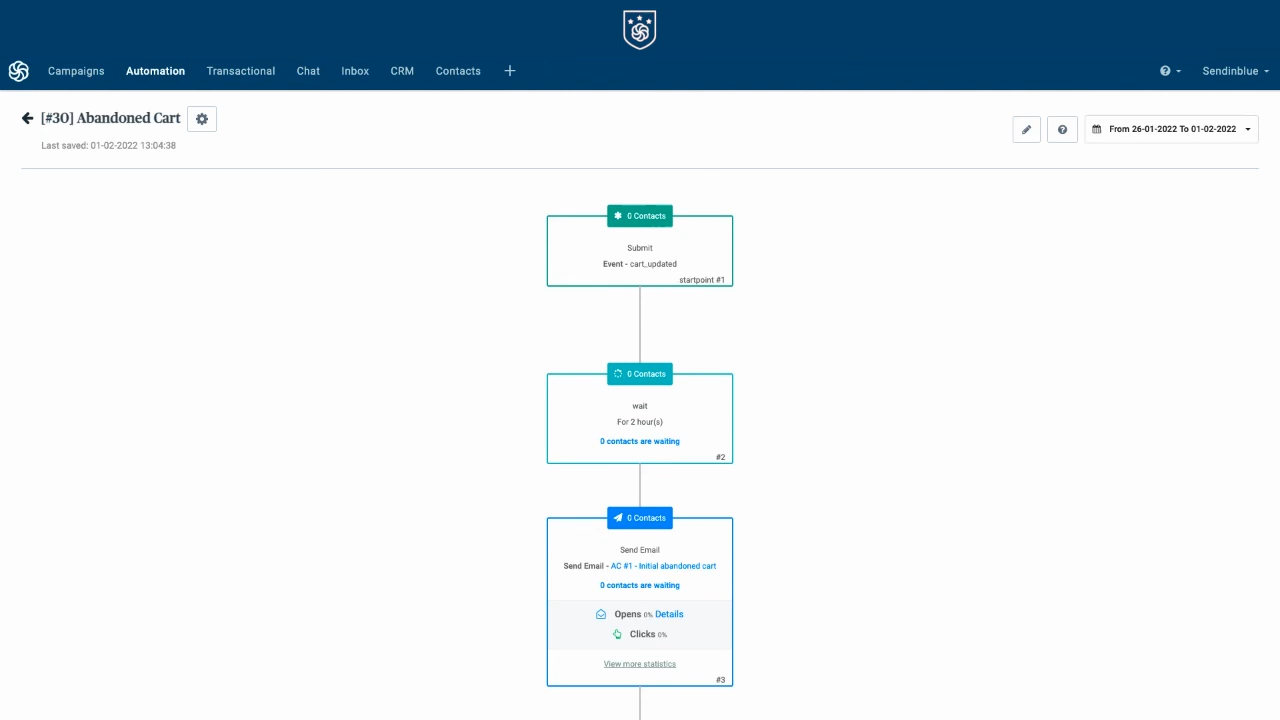 Campaigns Automation Transactional Chat Inbox CRM Contacts Sendinblue
[#30] Abandoned Cart
Last saved: 01-02-2022 13:04:38
From 26-01-2022 To 01-02-2022
0 Contacts
Submit
Event - cart_updated
startpoint #1
0 Contacts
wait
For 2 hour(s)
0 contacts are waiting
#2
0 Contacts
Send Email
Send Email - AC #1 - Initial abandoned cart
0 contacts are waiting
Opens 0% Details
Clicks 0%
View more statistics
#3